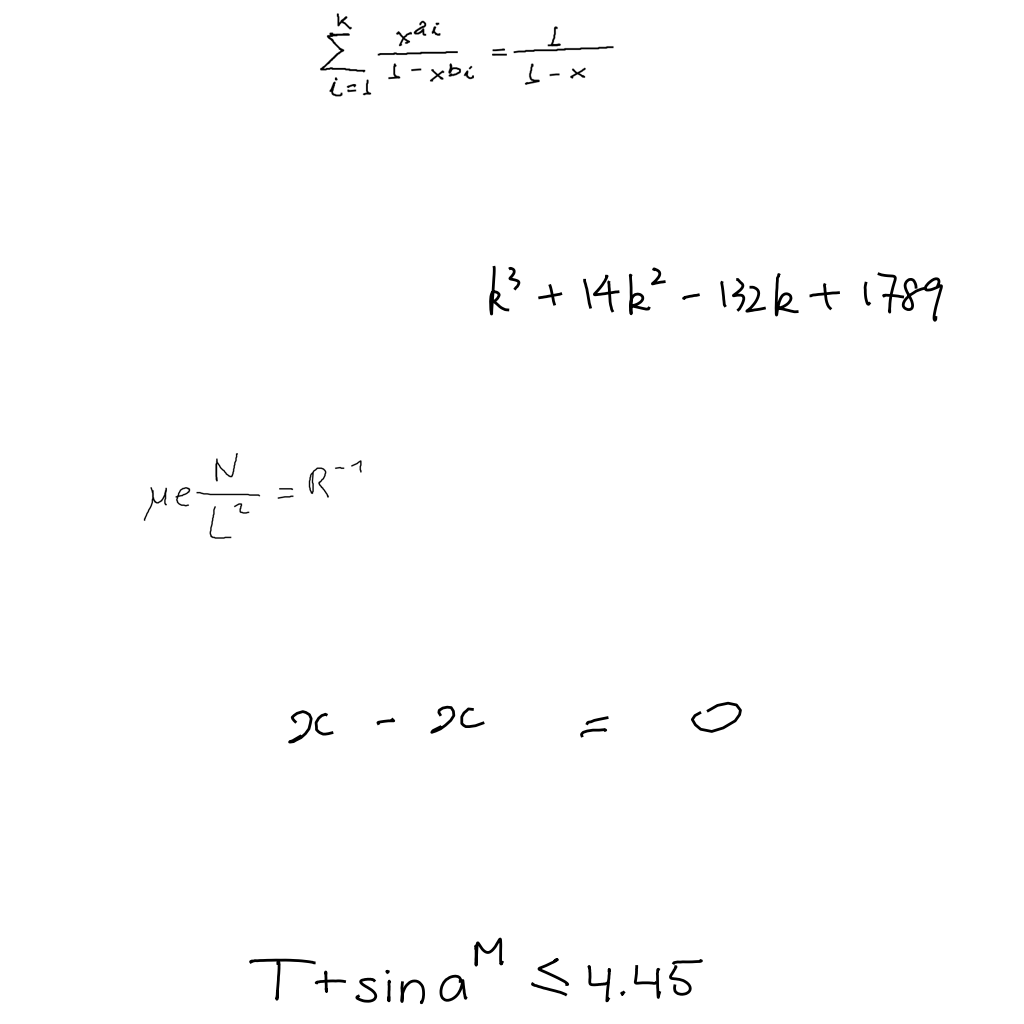 \sum_{i=1}^{k} \frac{x^{a_i}}{1-x^{b_i}} = \frac{1}{1-x}
k^3 + 14k^2 - 132k + 1789
\mu e \frac{N}{L^2} = R^{-1}
x - x = 0
T + \sin a^M \leq 4.45